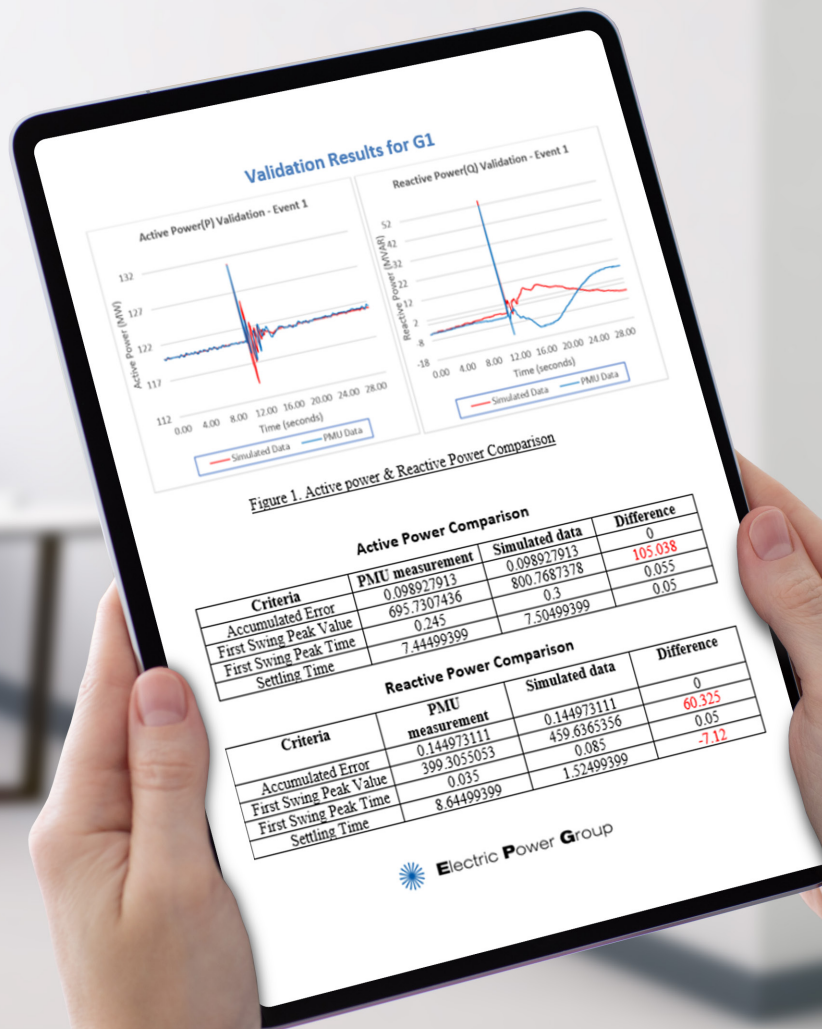 Validation Results for G1
Active Power(P) Validation - Event 1
132
127
122
117
112
Active Power (MW)
0.00 4.00 8.00 12.00 16.00 20.00 24.00 28.00
Time (seconds)
Simulated Data PMU Data
Reactive Power(Q) Validation - Event 1
52
42
32
22
12
2
-8
-18
Reactive Power (MVAR)
0.00 4.00 8.00 12.00 16.00 20.00 24.00 28.00
Time (seconds)
Simulated Data PMU Data
Figure 1. Active power & Reactive Power Comparison
Active Power Comparison
Criteria PMU measurement Simulated data Difference
Accumulated Error 0.098927913 0.098927913 0
First Swing Peak Value 695.7307436 800.7687378 105.038
First Swing Peak Time 0.245 0.3 0.055
Settling Time 7.44499399 7.50499399 0.05
Reactive Power Comparison
Criteria PMU measurement Simulated data Difference
Accumulated Error 0.144973111 0.144973111 0
First Swing Peak Value 399.3055053 459.6365356 60.325
First Swing Peak Time 0.035 0.085 0.05
Settling Time 8.64499399 1.52499399 -7.12
Electric Power Group